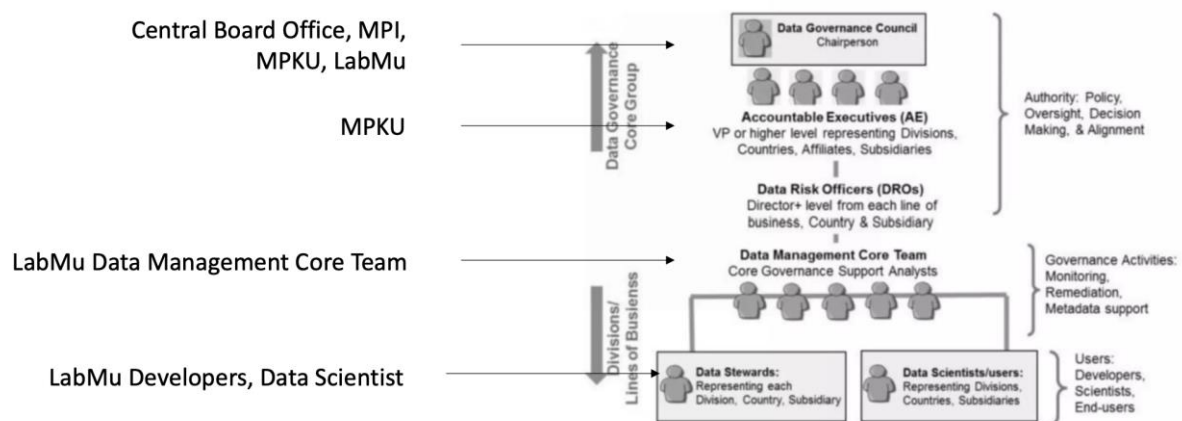 Central Board Office, MPI,
MPKU, LabMu
MPKU
LabMu Data Management Core Team
LabMu Developers, Data Scientist
Data Governance
Core Group
Divisions/
Lines of Busienss
Data Governance Council
Chairperson
Accountable Executives (AE)
VP or higher level representing Divisions,
Countries, Affiliates, Subsidiaries
Data Risk Officers (DROs)
Director+ level from each line of
business, Country & Subsidiary
Data Management Core Team
Core Governance Support Analysts
Data Stewards:
Representing each
Division, Country, Subsidiary
Data Scientists/users:
Representing Divisions,
Countries, Subsidiaries
Authority: Policy,
Oversight, Decision
Making, & Alignment
Governance Activities:
Monitoring,
Remediation,
Metadata support
Users:
Developers,
Scientists,
End-users